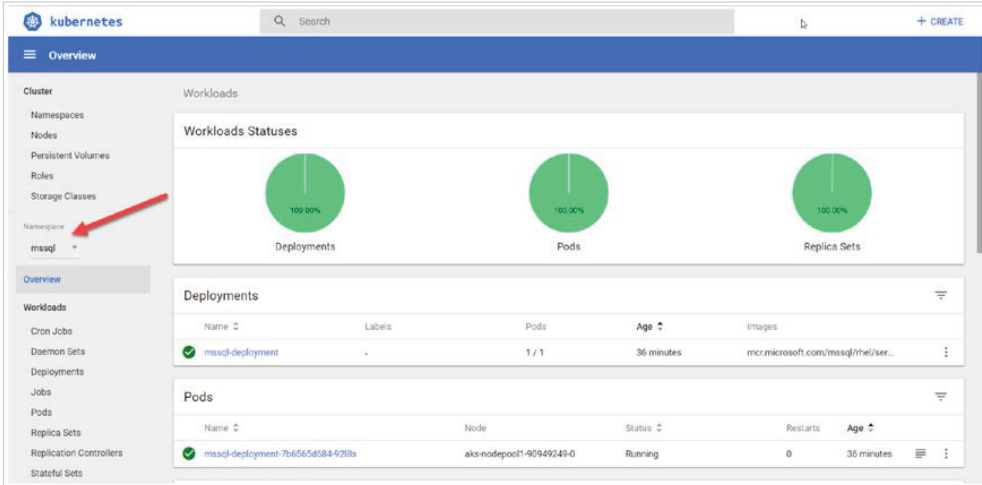 kubernetes
Search
+ CREATE
Overview
Cluster
Namespaces
Nodes
Persistent Volumes
Roles
Storage Classes
Namespace
mssql
Overview
Workloads
Cron Jobs
Daemon Sets
Deployments
Jobs
Pods
Replica Sets
Replication Controllers
Stateful Sets
Workloads
Workloads Statuses
100.00% 100.00% 100.00%
Deployments Pods Replica Sets
Deployments
Name Labels Pods Age Images
mssql-deployment - 1 / 1 36 minutes mcr.microsoft.com/mssql/rhel/ser...
Pods
Name Node Status Restarts Age
mssql-deployment-7b6565d684-92l8s aks-nodepool1-90949249-0 Running 0 36 minutes